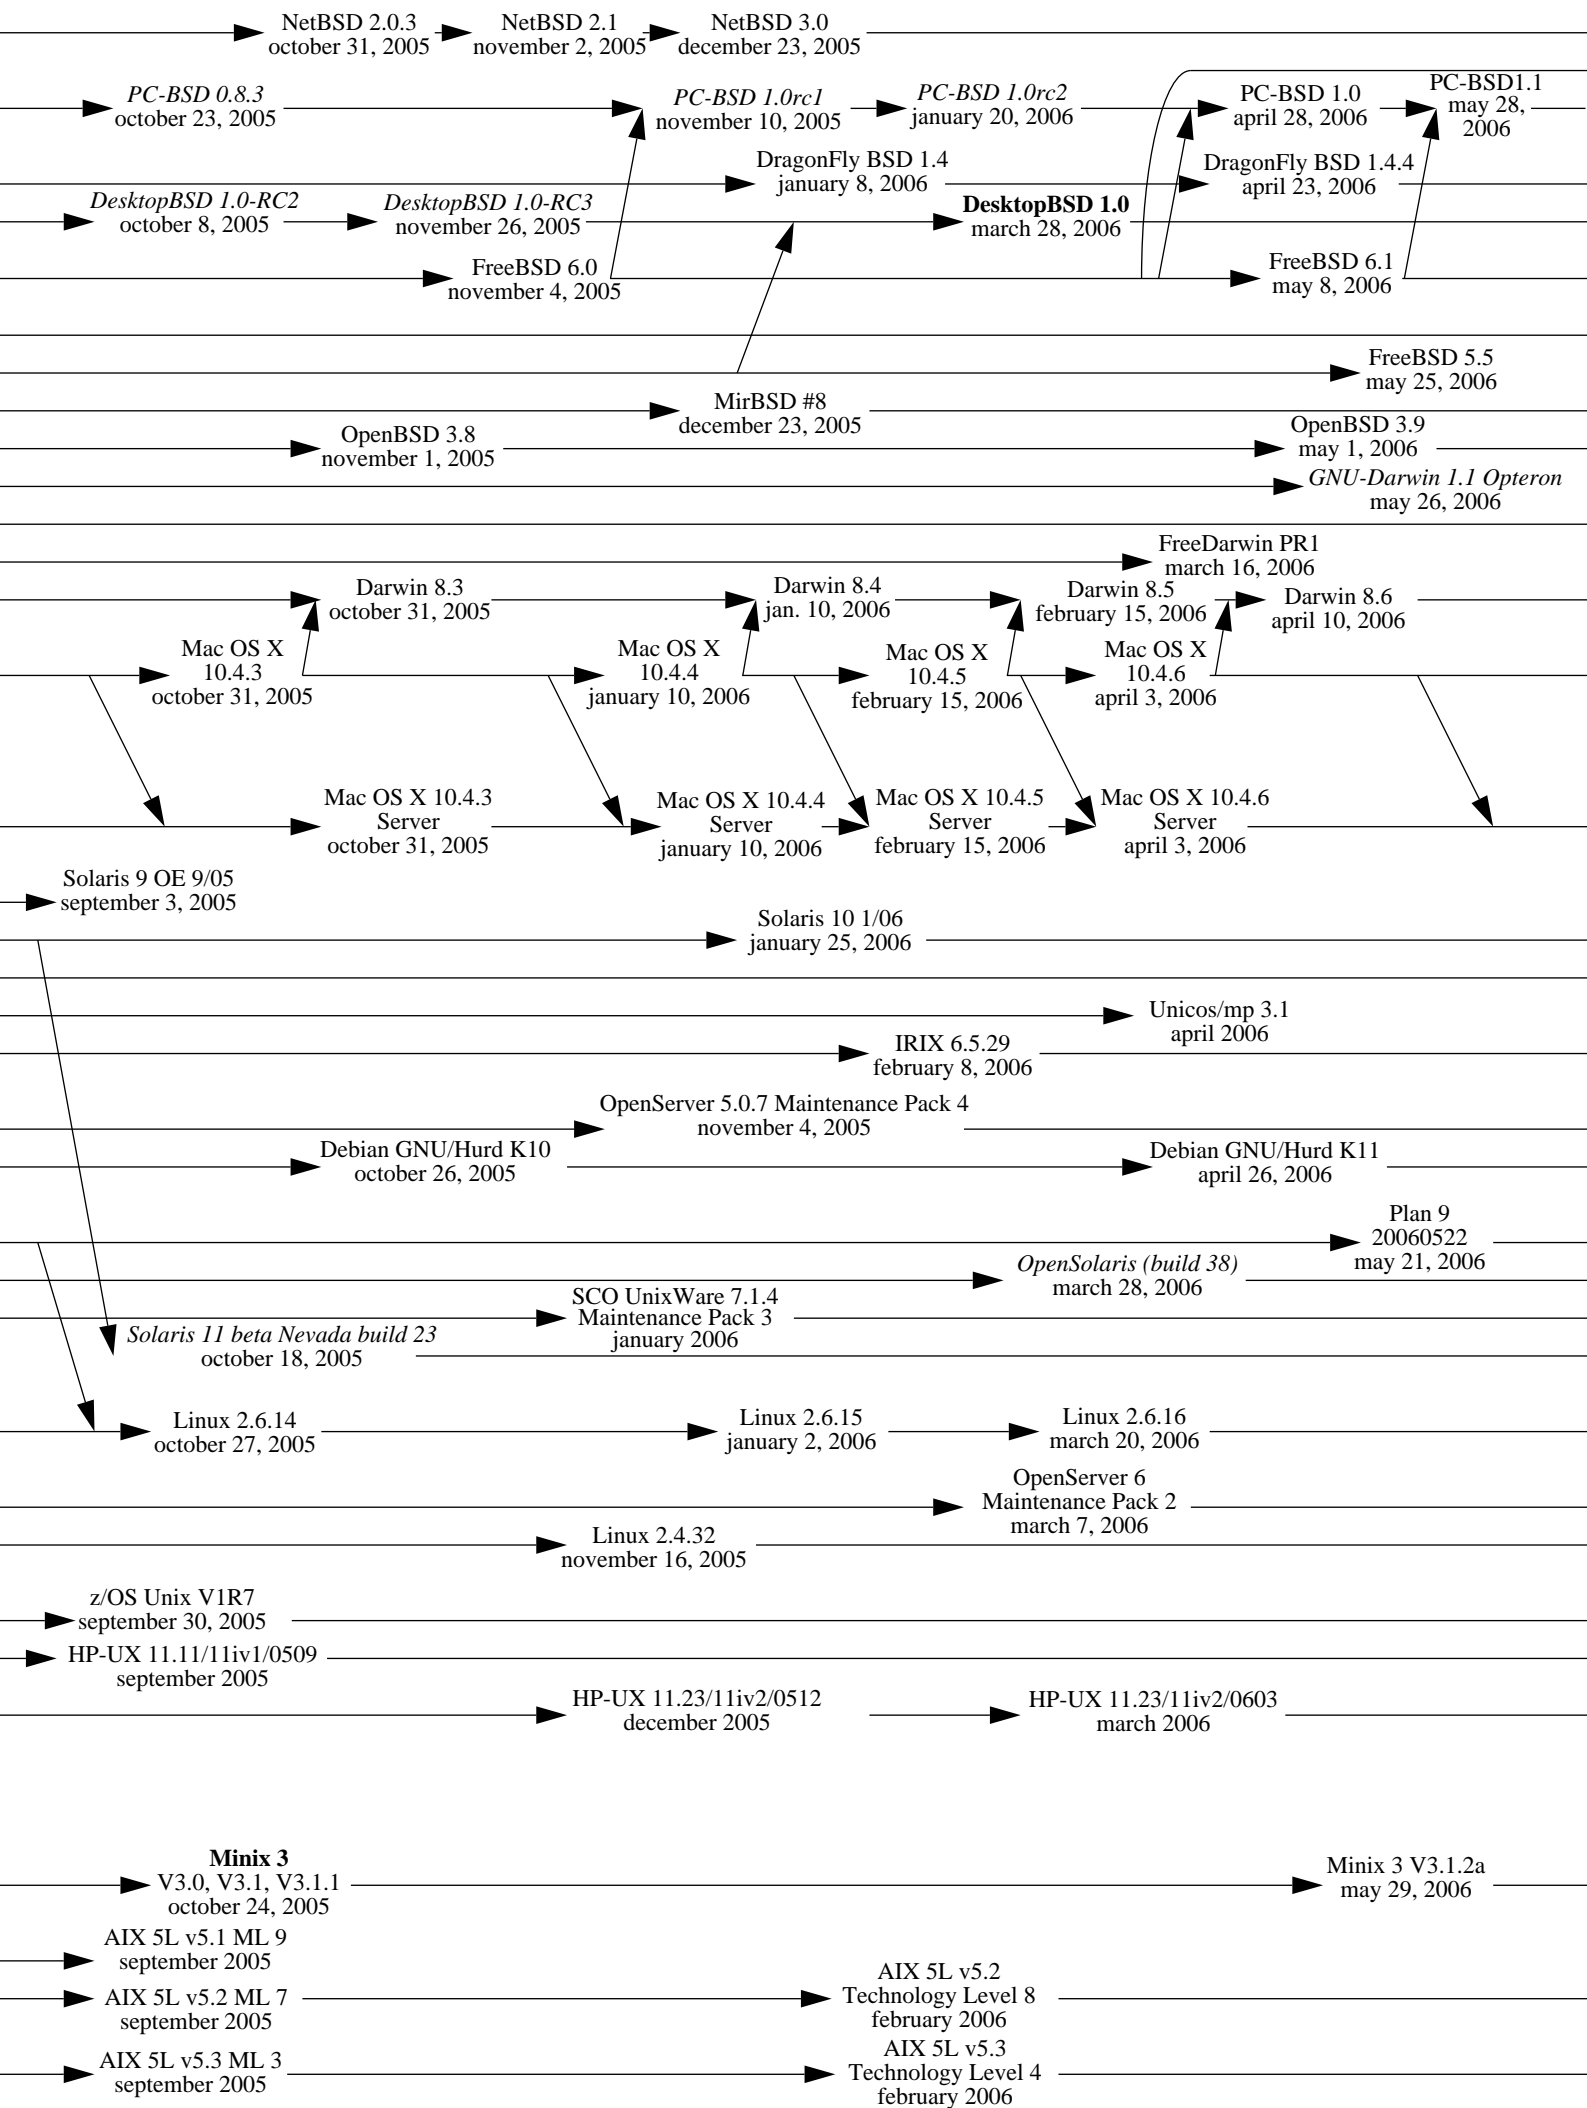 NetBSD 2.0.3
october 31, 2005
NetBSD 2.1
november 2, 2005
NetBSD 3.0
december 23, 2005
PC-BSD 0.8.3
october 23, 2005
PC-BSD 1.0rc1
november 10, 2005
PC-BSD 1.0rc2
january 20, 2006
PC-BSD 1.0
april 28, 2006
PC-BSD1.1
may 28,
2006
DragonFly BSD 1.4
january 8, 2006
DragonFly BSD 1.4.4
april 23, 2006
DesktopBSD 1.0-RC2
october 8, 2005
DesktopBSD 1.0-RC3
november 26, 2005
DesktopBSD 1.0
march 28, 2006
FreeBSD 6.0
november 4, 2005
FreeBSD 6.1
may 8, 2006
FreeBSD 5.5
may 25, 2006
MirBSD #8
december 23, 2005
OpenBSD 3.8
november 1, 2005
OpenBSD 3.9
may 1, 2006
GNU-Darwin 1.1 Opteron
may 26, 2006
FreeDarwin PR1
march 16, 2006
Darwin 8.3
october 31, 2005
Darwin 8.4
jan. 10, 2006
Darwin 8.5
february 15, 2006
Darwin 8.6
april 10, 2006
Mac OS X
10.4.3
october 31, 2005
Mac OS X
10.4.4
january 10, 2006
Mac OS X
10.4.5
february 15, 2006
Mac OS X
10.4.6
april 3, 2006
Mac OS X 10.4.3
Server
october 31, 2005
Mac OS X 10.4.4
Server
january 10, 2006
Mac OS X 10.4.5
Server
february 15, 2006
Mac OS X 10.4.6
Server
april 3, 2006
Solaris 9 OE 9/05
september 3, 2005
Solaris 10 1/06
january 25, 2006
Unicos/mp 3.1
april 2006
IRIX 6.5.29
february 8, 2006
OpenServer 5.0.7 Maintenance Pack 4
november 4, 2005
Debian GNU/Hurd K10
october 26, 2005
Debian GNU/Hurd K11
april 26, 2006
Plan 9
20060522
may 21, 2006
OpenSolaris (build 38)
march 28, 2006
SCO UnixWare 7.1.4
Maintenance Pack 3
january 2006
Solaris 11 beta Nevada build 23
october 18, 2005
Linux 2.6.14
october 27, 2005
Linux 2.6.15
january 2, 2006
Linux 2.6.16
march 20, 2006
OpenServer 6
Maintenance Pack 2
march 7, 2006
Linux 2.4.32
november 16, 2005
z/OS Unix V1R7
september 30, 2005
HP-UX 11.11/11iv1/0509
september 2005
HP-UX 11.23/11iv2/0512
december 2005
HP-UX 11.23/11iv2/0603
march 2006
Minix 3
V3.0, V3.1, V3.1.1
october 24, 2005
Minix 3 V3.1.2a
may 29, 2006
AIX 5L v5.1 ML 9
september 2005
AIX 5L v5.2 ML 7
september 2005
AIX 5L v5.2
Technology Level 8
february 2006
AIX 5L v5.3 ML 3
september 2005
AIX 5L v5.3
Technology Level 4
february 2006